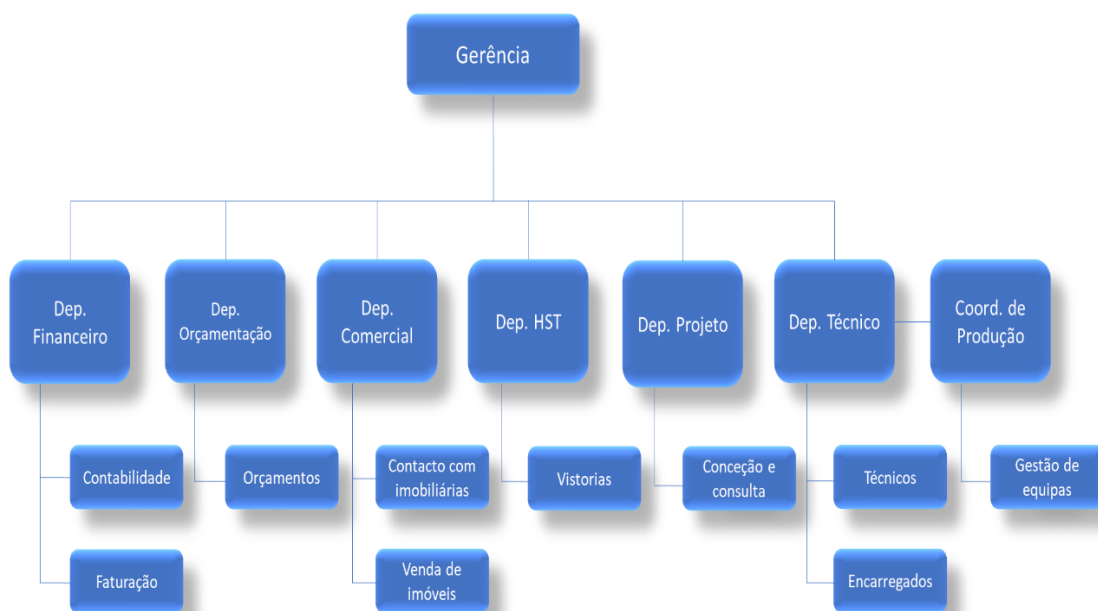 Gerência
Dep.
Financeiro
Dep.
Orçamentação
Dep.
Comercial
Dep. HST
Dep. Projeto
Dep. Técnico
Coord. de
Produção
Contabilidade
Orçamentos
Contacto com
imobiliárias
Vistorias
Conceção e
consulta
Técnicos
Gestão de
equipas
Faturação
Venda de
imóveis
Encarregados